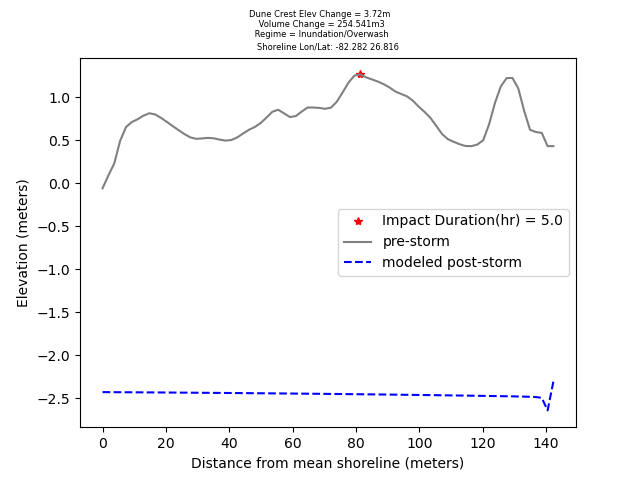 Dune Crest Elev Change = 3.72m
Volume Change = 254.541m3
Regime = Inundation/Overwash
Shoreline Lon/Lat: -82.282 26.816
1.0
0.5
0.0
−0.5
−1.0
−1.5
−2.0
−2.5
Elevation (meters)
Impact Duration(hr) = 5.0
pre-storm
modeled post-storm
0 20 40 60 80 100 120 140
Distance from mean shoreline (meters)